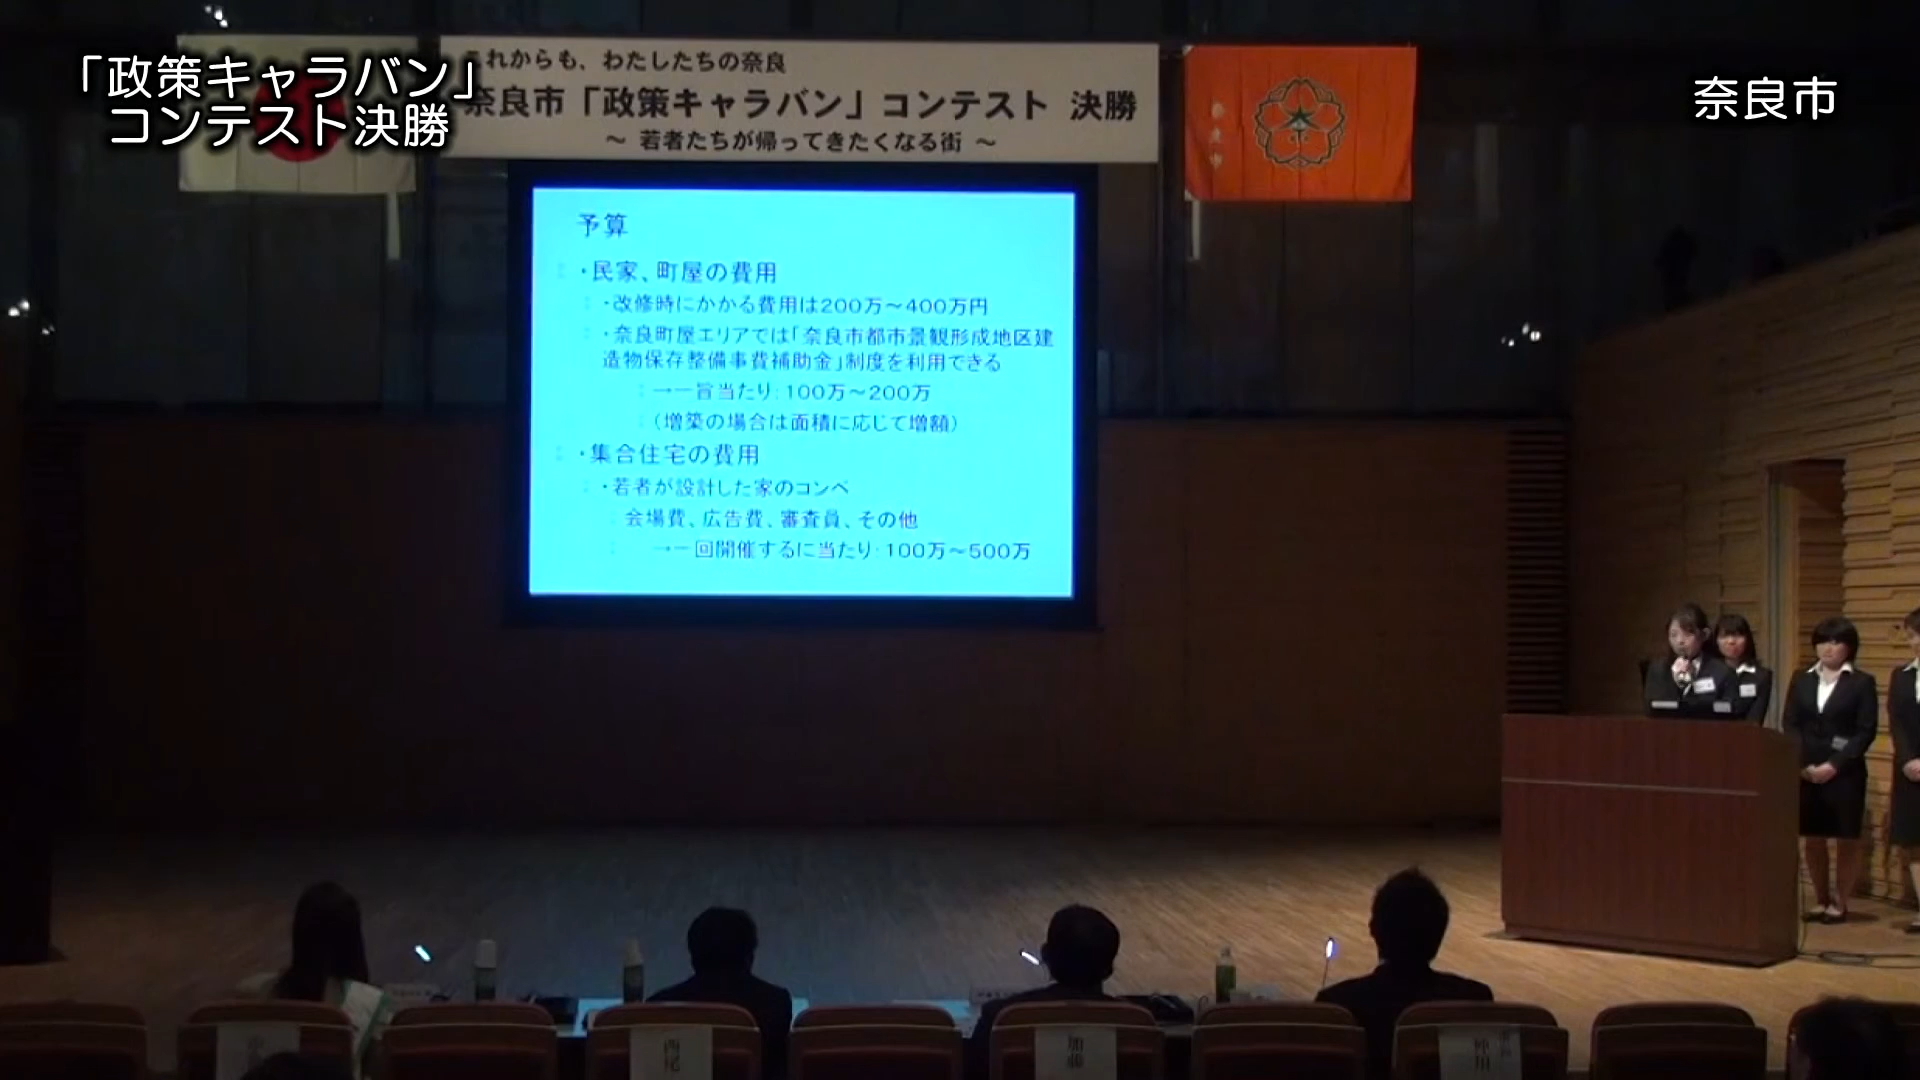 「政策キャラバン」
コンテスト決勝
奈良市
これからも、わたしたちの奈良
奈良市「政策キャラバン」コンテスト 決勝
～ 若者たちが帰ってきたくなる街 ～
奈良市
予算
・民家、町屋の費用
・改修時にかかる費用は200万～400万円
・奈良町屋エリアでは「奈良市都市景観形成地区建
造物保存整備事費補助金」制度を利用できる
→一旨当たり:100万～200万
（増築の場合は面積に応じて増額）
・集合住宅の費用
・若者が設計した家のコンペ
会場費、広告費、審査員、その他
→一回開催するに当たり:100万～500万
西尾
加藤